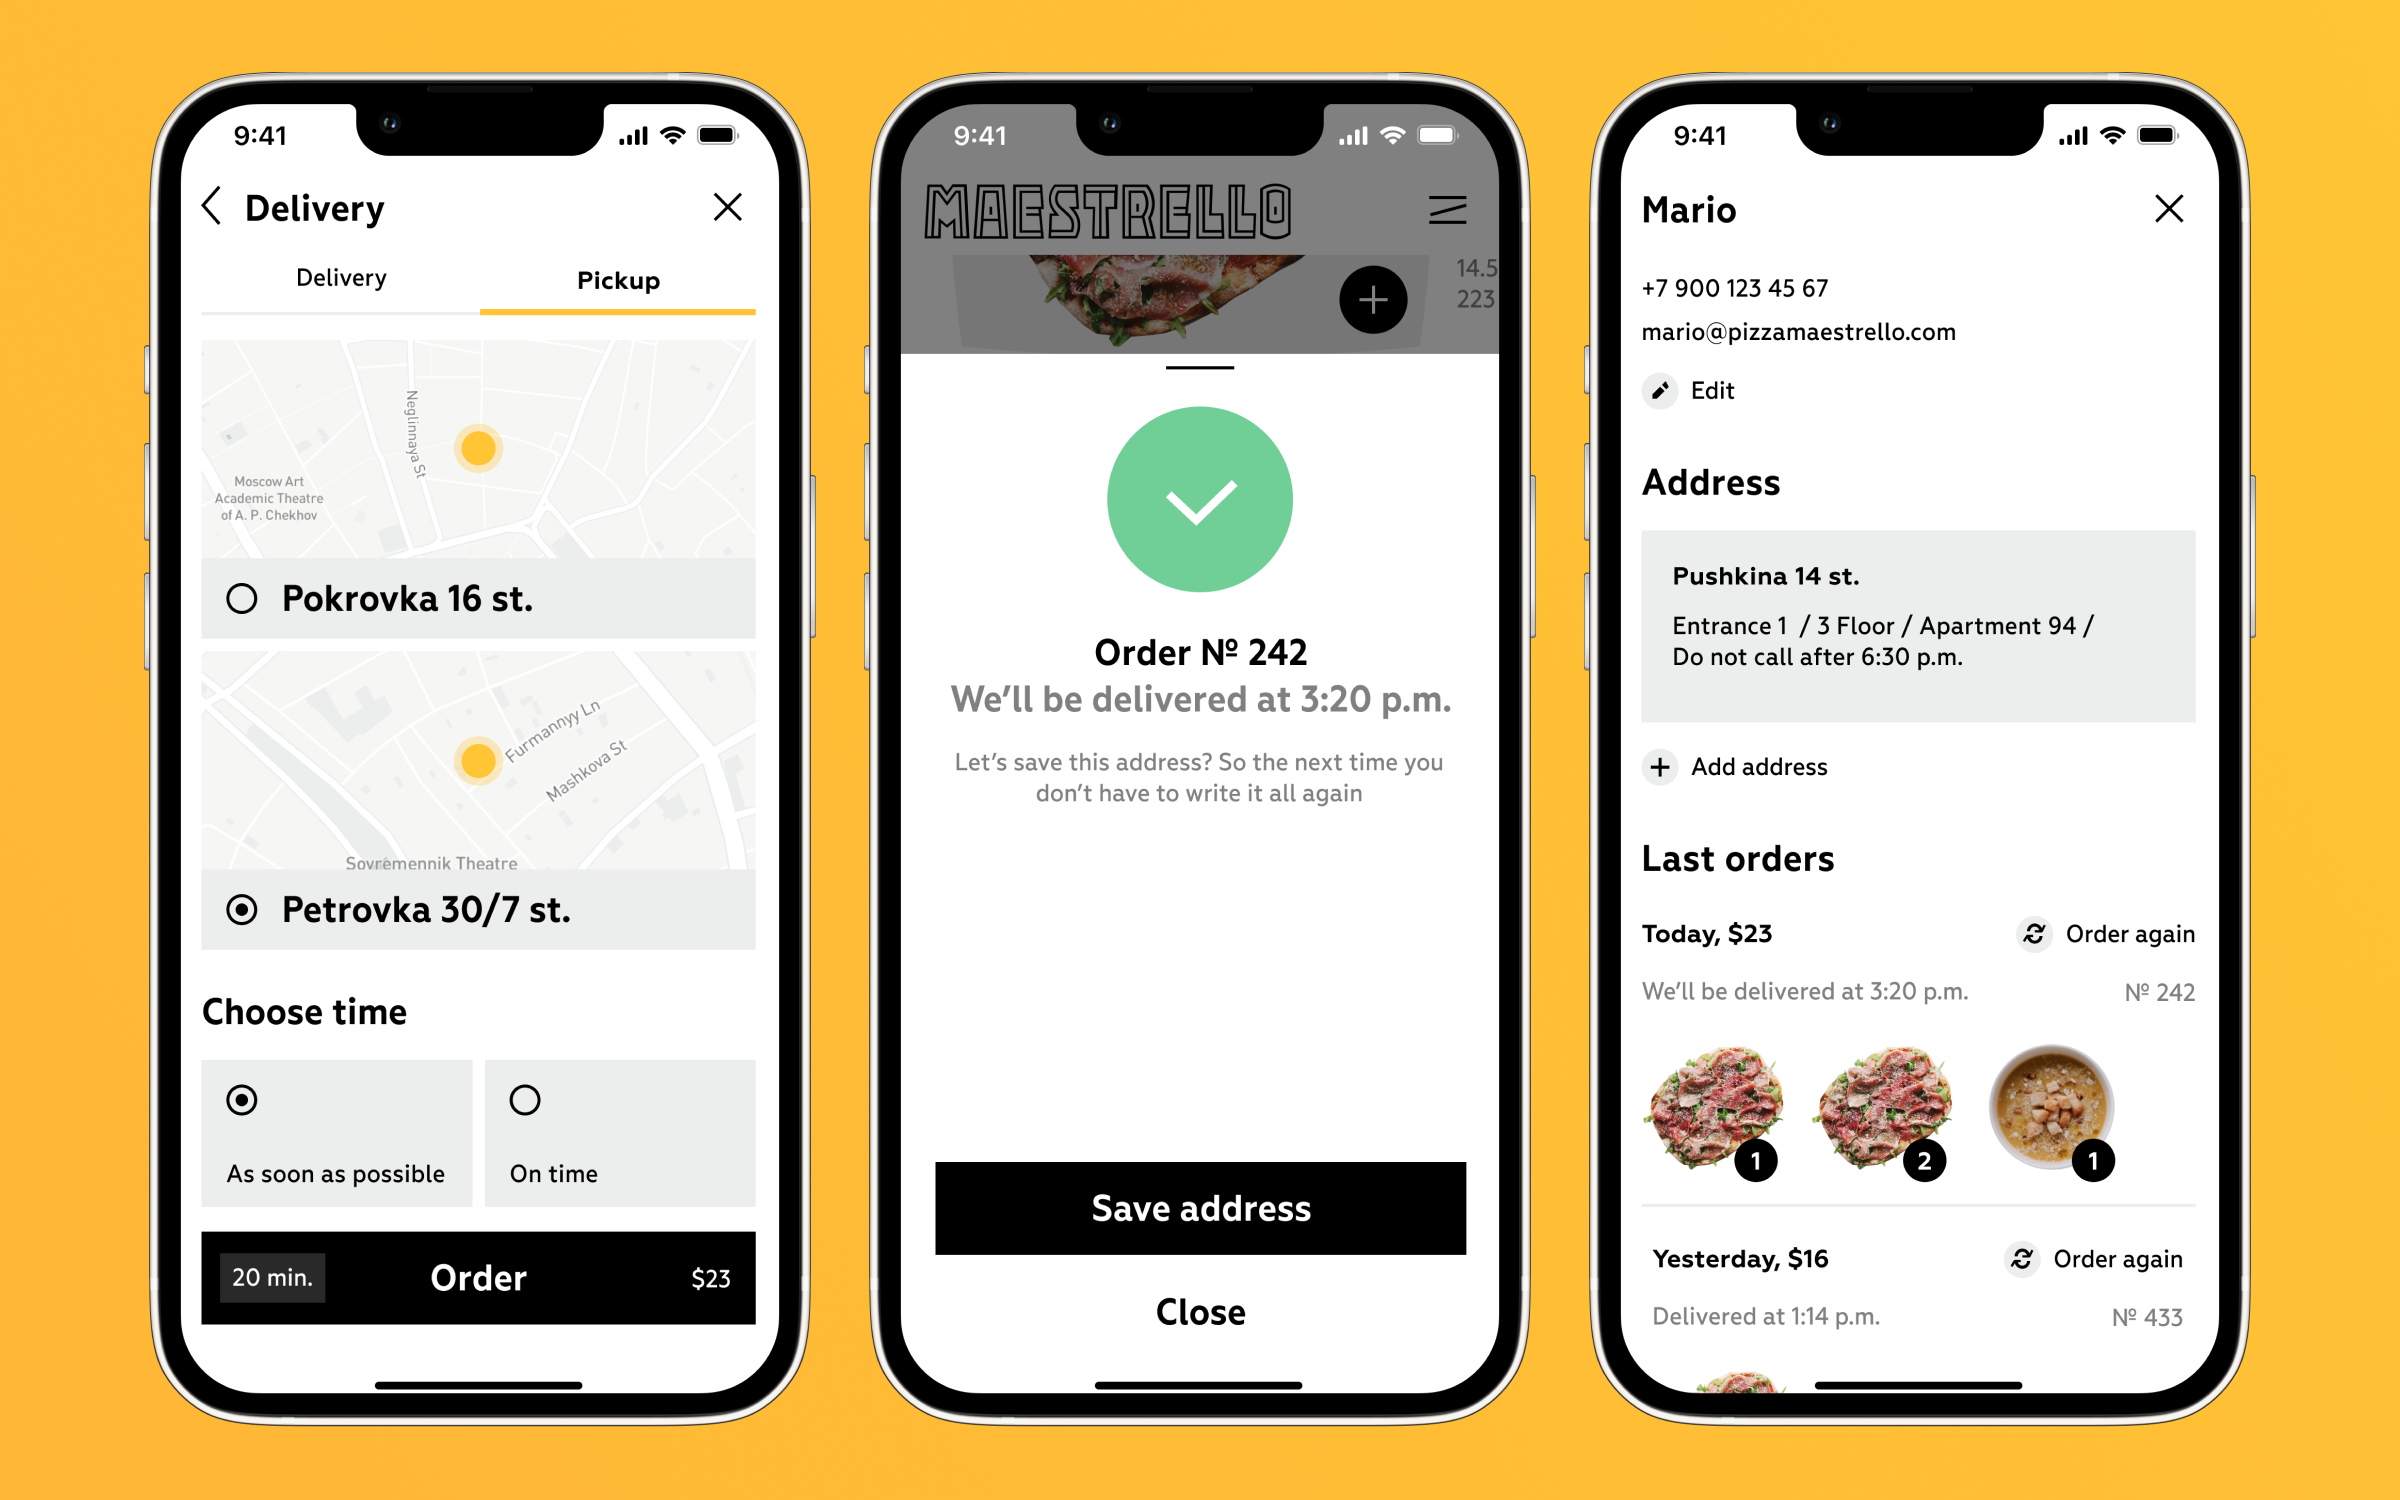 9:41
Delivery
Delivery
Pickup
Neglinnaya St
Moscow Art
Academic Theatre
of A. P. Chekhov
Pokrovka 16 st.
Furmannyy Ln
Mashkova St
Sovremennik Theatre
Petrovka 30/7 st.
Choose time
As soon as possible
On time
20 min.
Order
$23
9:41
MAESTRELLO
14.5
223
Order № 242
We’ll be delivered at 3:20 p.m.
Let’s save this address? So the next time you
don’t have to write it all again
Save address
Close
9:41
Mario
+7 900 123 45 67
mario@pizzamaestrello.com
Edit
Address
Pushkina 14 st.
Entrance 1 / 3 Floor / Apartment 94 /
Do not call after 6:30 p.m.
Add address
Last orders
Today, $23
Order again
We’ll be delivered at 3:20 p.m.
№ 242
1
2
1
Yesterday, $16
Order again
Delivered at 1:14 p.m.
№ 433